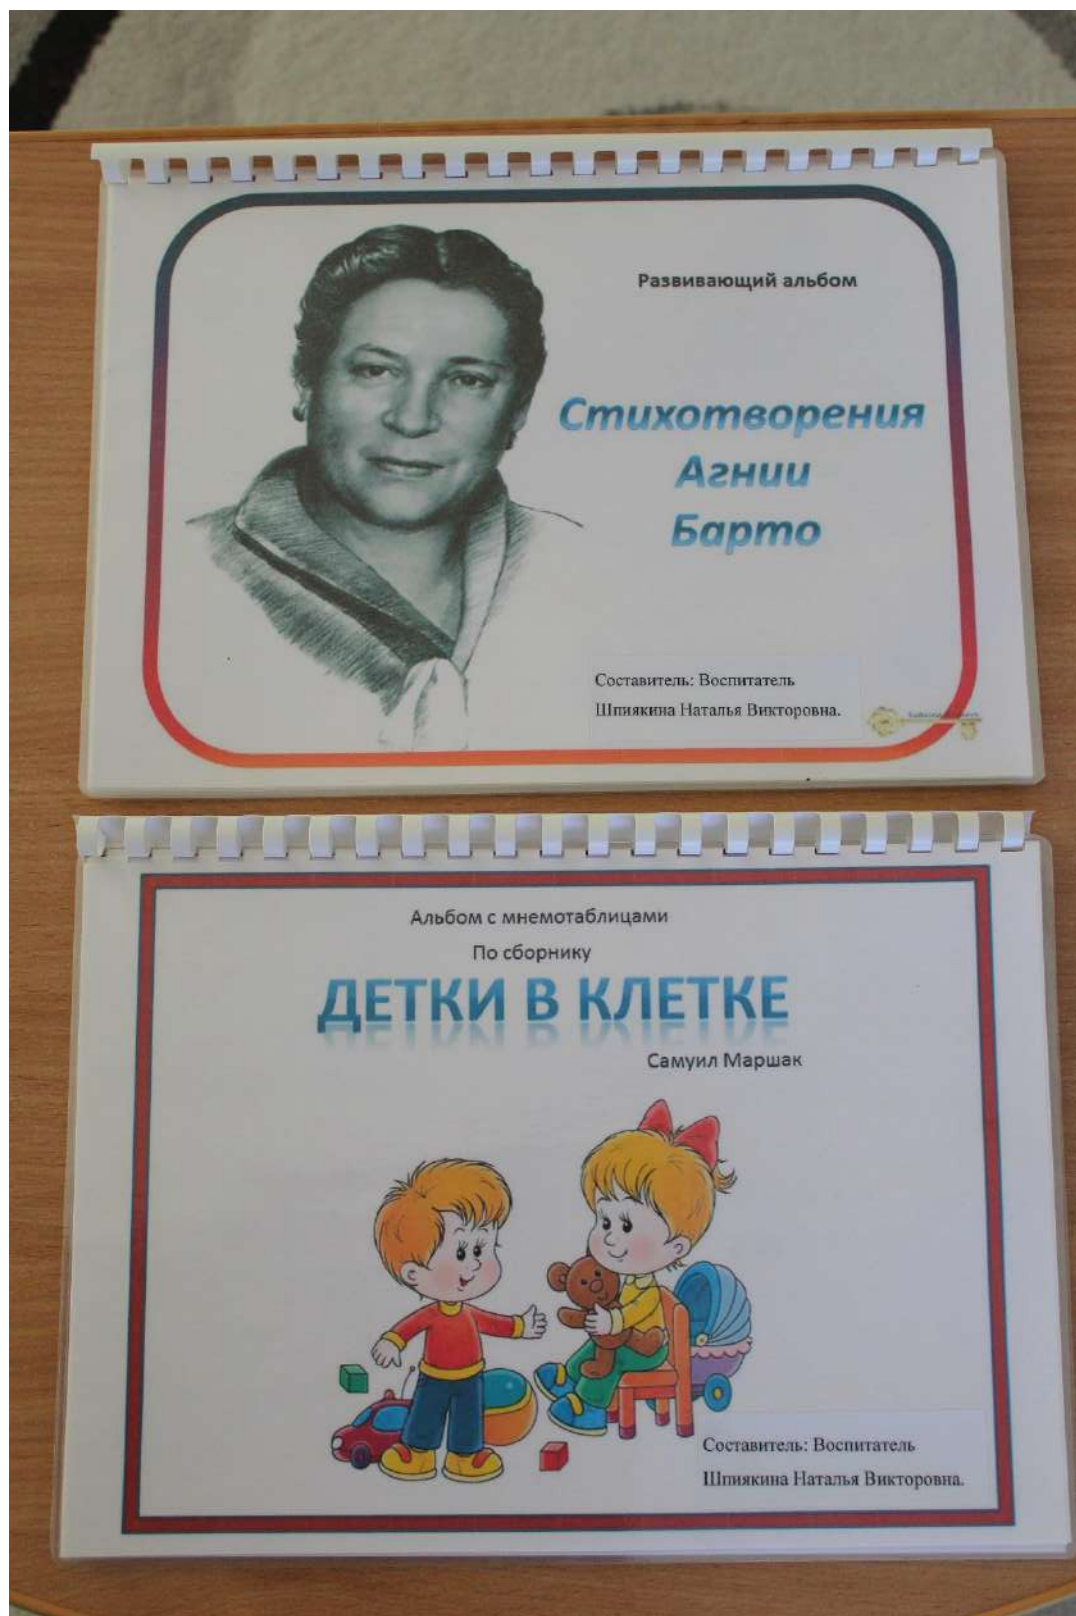 Развивающий альбом
Стихотворения
Агнии
Барто
Составитель: Воспитатель
Шпиякина Наталья Викторовна.
Альбом с мнемотаблицами
По сборнику
ДЕТКИ В КЛЕТКЕ
Самуил Маршак
Составитель: Воспитатель
Шпиякина Наталья Викторовна.